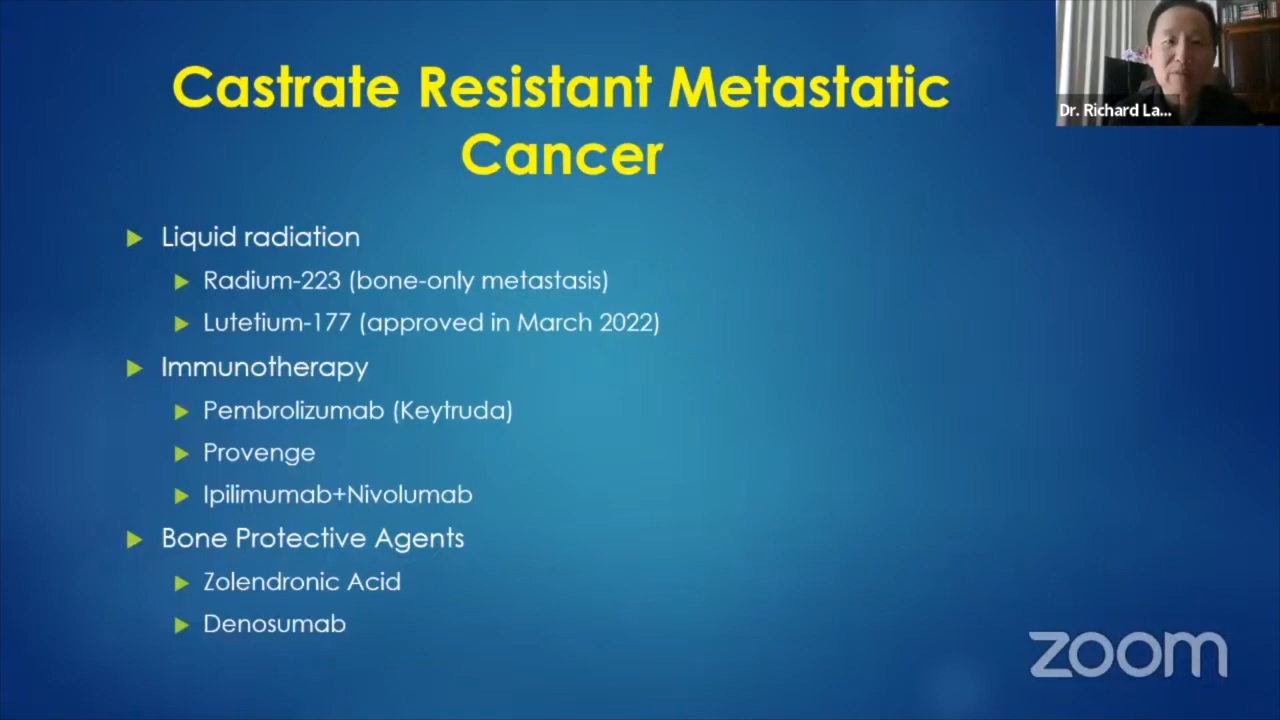 Castrate Resistant Metastatic
Cancer
Dr. Richard La...
Liquid radiation
Radium-223 (bone-only metastasis)
Lutetium-177 (approved in March 2022)
Immunotherapy
Pembrolizumab (Keytruda)
Provenge
Ipilimumab+Nivolumab
Bone Protective Agents
Zolendronic Acid
Denosumab
zoom